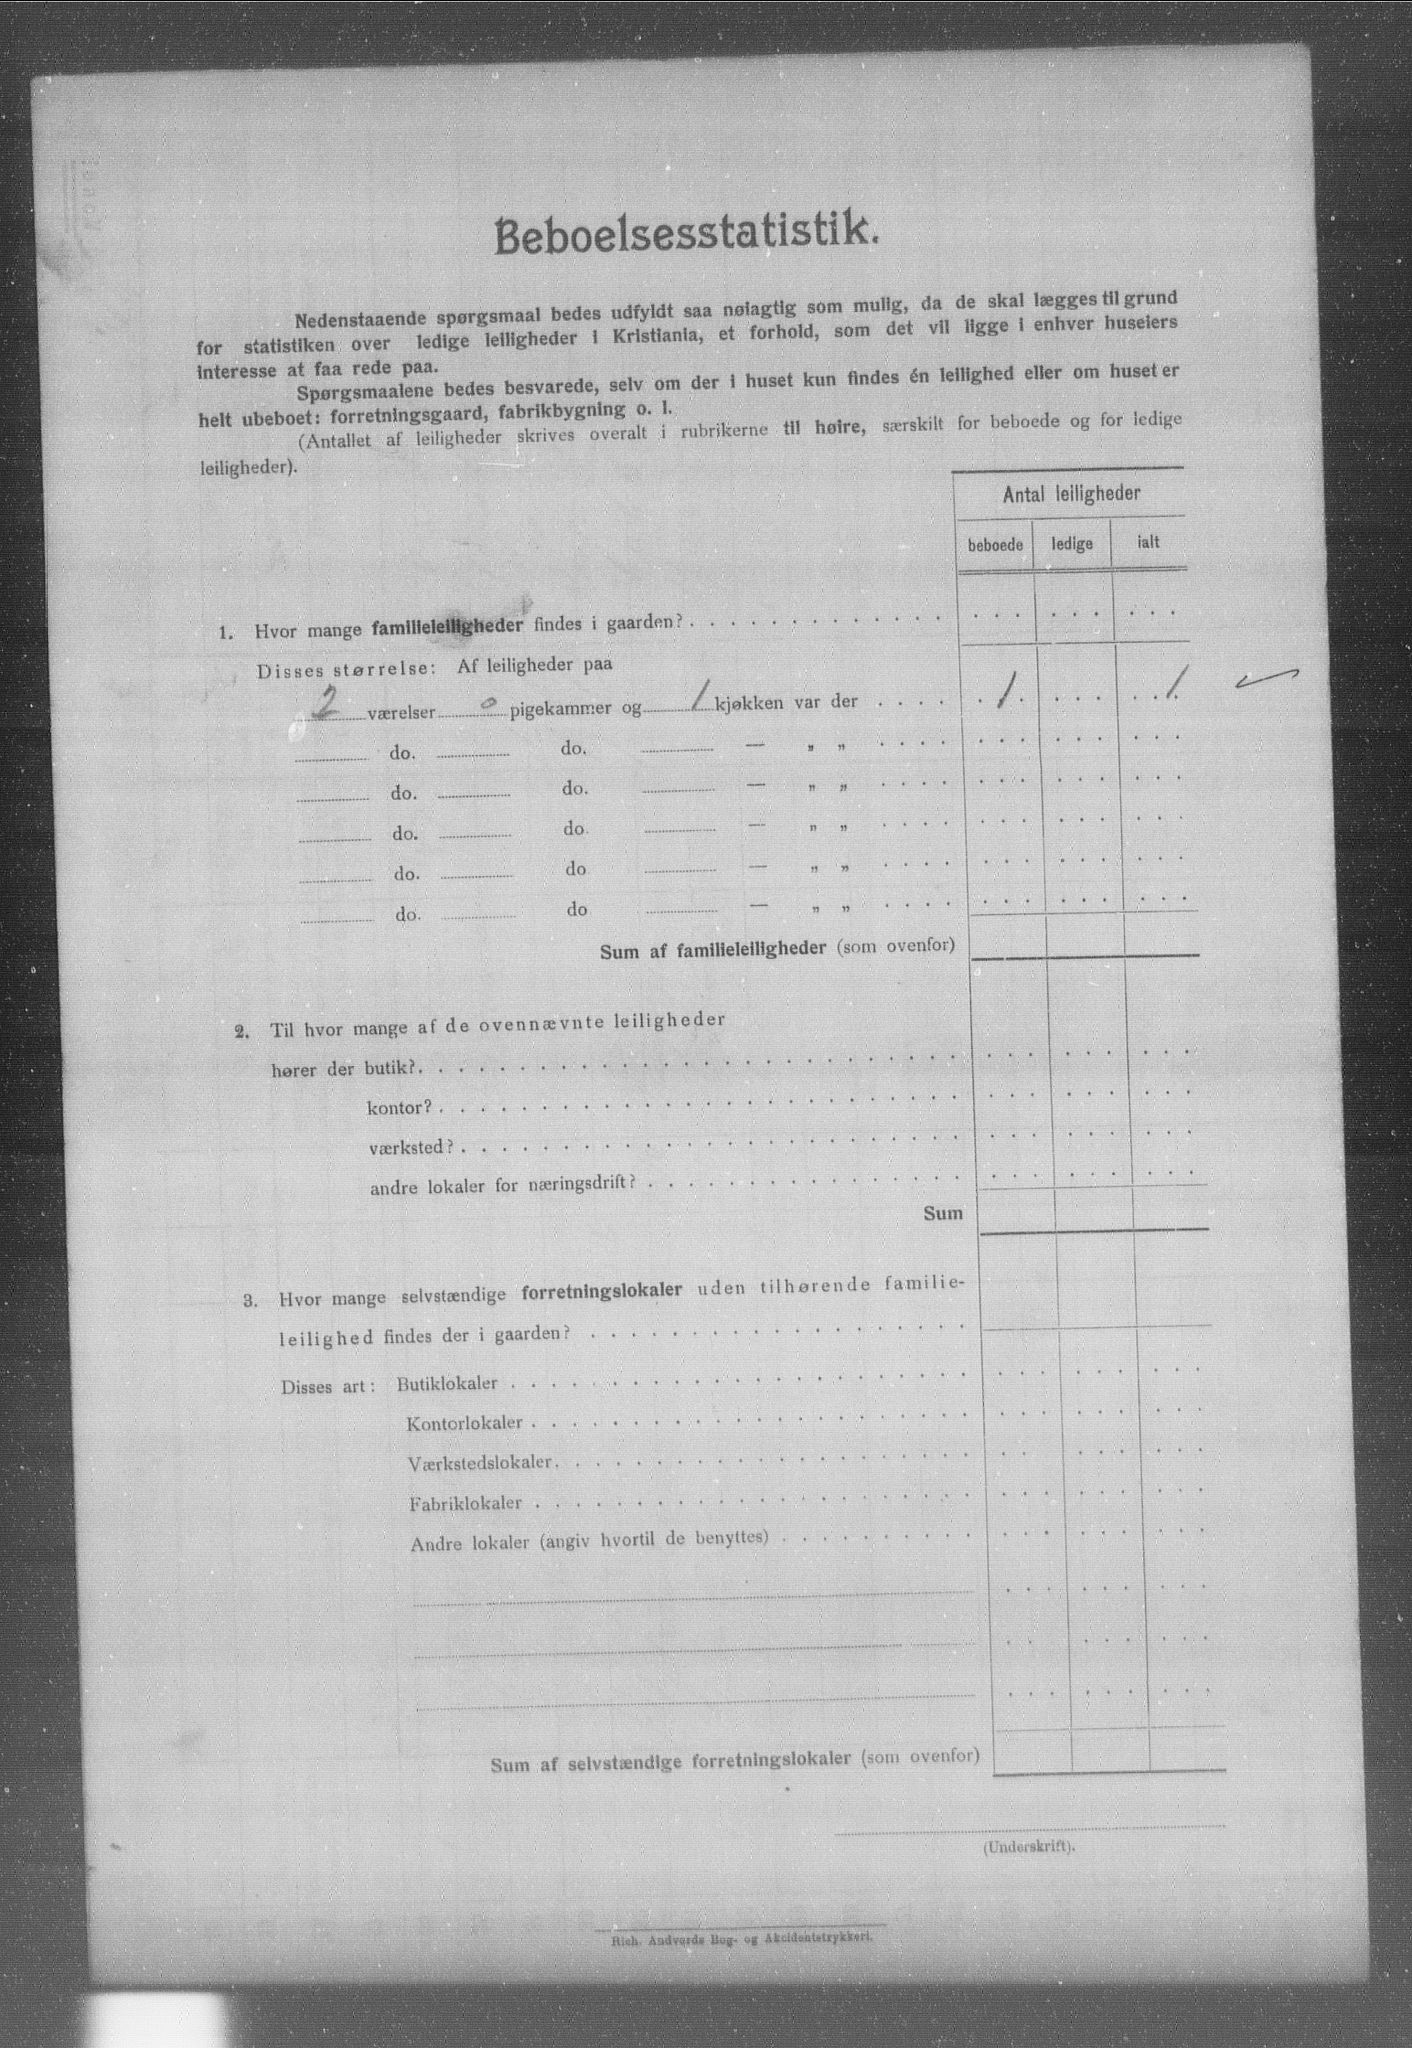 Beboelsesstatistik.
Nedenstaaende spørgsmaal bedes udfyldt saa nøiagtig som mulig, da de skal lægges til grund
for statistiken over ledige leiligheder i Kristiania, et forhold, som det vil ligge i enhver huseiers
interesse at faa rede paa.
Spørgsmaalene bedes besvarede, selv om der i huset kun findes én leilighed eller om huset er
helt ubeboet: forretningsgaard, fabrikbygning o. l.
(Antallet af leiligheder skrives overalt i rubrikerne til høire, særskilt for beboede og for ledige
leiligheder).
Antal leiligheder
beboede ledige ialt
1. Hvor mange familieleiligheder findes i gaarden? . . . . . . . . . . . . .
Disses størrelse: Af leiligheder paa
2 værelser 0 pigekammer og 1 kjøkken var der . . . . 1 1
do. do. — „ „ . . . .
do. do. — „ „ . . . .
do. do. — „ „ . . . .
do. do — „ „ . . . .
do. do — „ „ . . . .
Sum af familieleiligheder (som ovenfor)
2. Til hvor mange af de ovennævnte leiligheder
hører der butik? . . . . . . . . . . . . . . . . . . . . . . . . . .
kontor? . . . . . . . . . . . . . . . . . . . . . . . . . .
værksted? . . . . . . . . . . . . . . . . . . . . . . . . .
andre lokaler for næringsdrift? . . . . . . . . . . . . . . . .
Sum
3. Hvor mange selvstændige forretningslokaler uden tilhørende familie-
leilighed findes der i gaarden? . . . . . . . . . . . . . . . . . . .
Disses art: Butiklokaler . . . . . . . . . . . . . . . . . . . . . . .
Kontorlokaler . . . . . . . . . . . . . . . . . . . . . .
Værkstedslokaler. . . . . . . . . . . . . . . . . . . . .
Fabriklokaler . . . . . . . . . . . . . . . . . . . . . .
Andre lokaler (angiv hvortil de benyttes) . . . . . . . . . .
Sum af selvstændige forretningslokaler (som ovenfor)
(Underskrift).
Rich. Andvords Bog- og Akcidentstrykkeri.